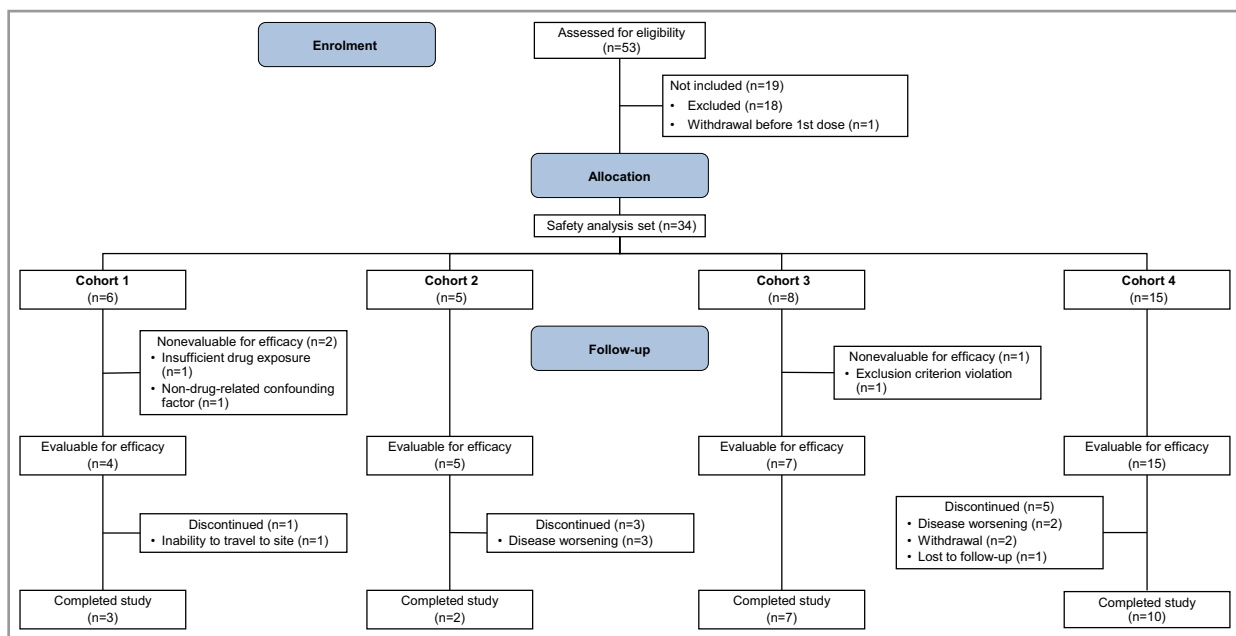 Enrolment
Assessed for eligibility
(n=53)
Not included (n=19)
• Excluded (n=18)
• Withdrawal before 1st dose (n=1)
Allocation
Safety analysis set (n=34)
Cohort 1
(n=6)
Cohort 2
(n=5)
Cohort 3
(n=8)
Cohort 4
(n=15)
Nonevaluable for efficacy (n=2)
• Insufficient drug exposure
(n=1)
• Non-drug-related confounding
factor (n=1)
Follow-up
Nonevaluable for efficacy (n=1)
• Exclusion criterion violation
(n=1)
Evaluable for efficacy
(n=4)
Evaluable for efficacy
(n=5)
Evaluable for efficacy
(n=7)
Evaluable for efficacy
(n=15)
Discontinued (n=1)
• Inability to travel to site (n=1)
Discontinued (n=3)
• Disease worsening (n=3)
Discontinued (n=5)
• Disease worsening (n=2)
• Withdrawal (n=2)
• Lost to follow-up (n=1)
Completed study
(n=3)
Completed study
(n=2)
Completed study
(n=7)
Completed study
(n=10)